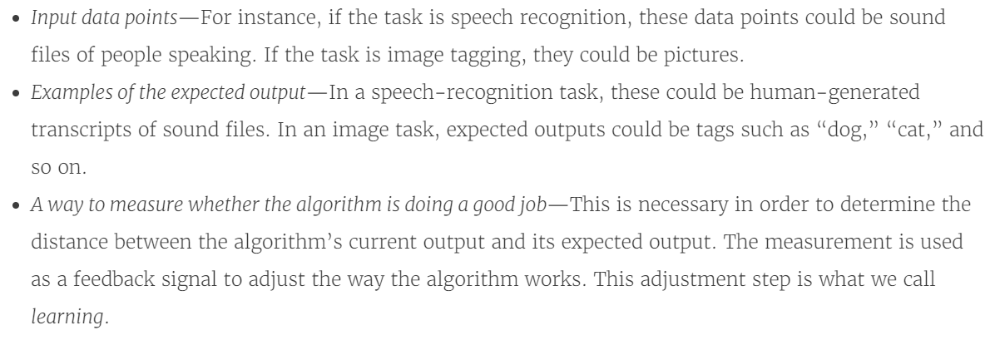 • Input data points—For instance, if the task is speech recognition, these data points could be sound
files of people speaking. If the task is image tagging, they could be pictures.
• Examples of the expected output—In a speech-recognition task, these could be human-generated
transcripts of sound files. In an image task, expected outputs could be tags such as “dog,” “cat,” and
so on.
• A way to measure whether the algorithm is doing a good job—This is necessary in order to determine the
distance between the algorithm’s current output and its expected output. The measurement is used
as a feedback signal to adjust the way the algorithm works. This adjustment step is what we call
learning.